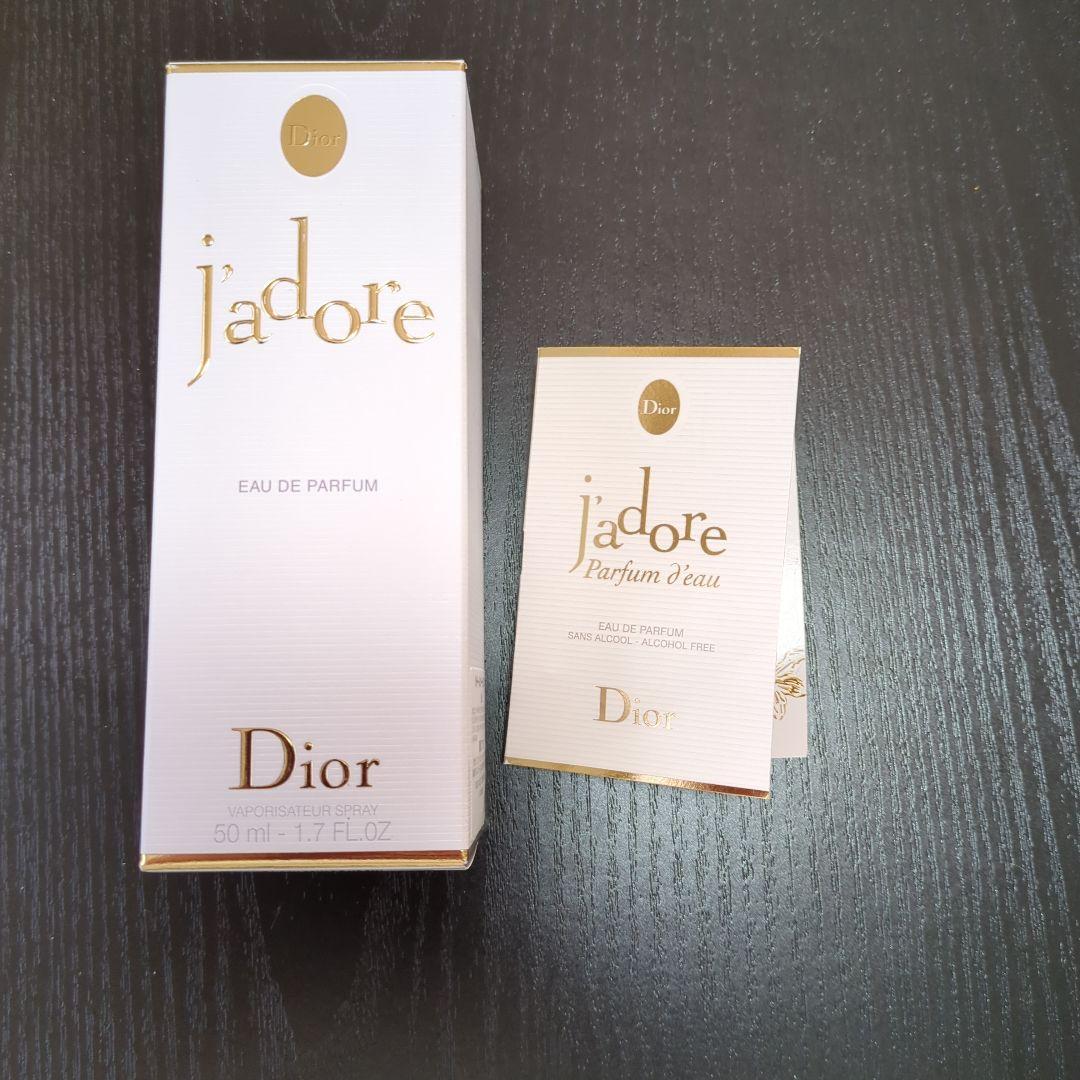 Dior
j'adore
EAU DE PARFUM
Dior
VAPORISATEUR SPRAY
50 ml - 1.7 FL.OZ
Dior
j'adore
Parfum d'eau
EAU DE PARFUM
SANS ALCOOL - ALCOHOL FREE
Dior